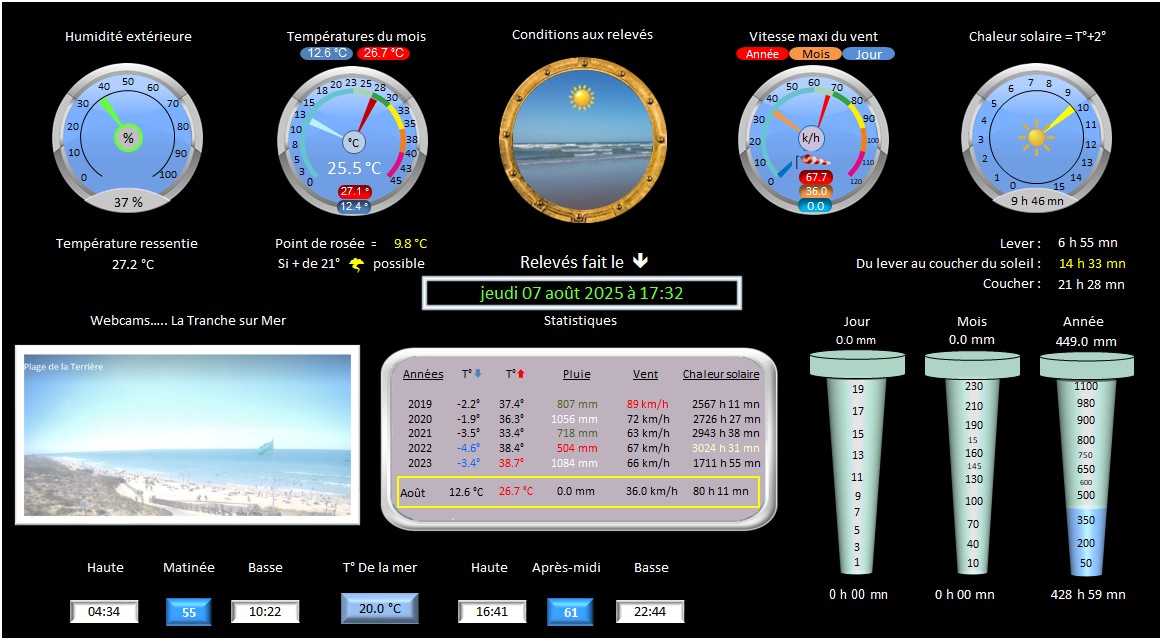 Humidité extérieure
Températures du mois
12.6 °C 26.7 °C
Conditions aux relevés
Vitesse maxi du vent
Année Mois Jour
Chaleur solaire = T°+2°
0 10 20 30 40 50 60 70 80 90 100
%
37 %
0 3 5 8 10 13 15 18 20 23 25 28 30 33 35 38 40 43 45
°C
25.5 °C
27.1 °
12.4 °
0 10 20 30 40 50 60 70 80 90 100 110 120
k/h
67.7
36.0
0.0
0 1 2 3 4 5 6 7 8 9 10 11 12 13 14 15
9 h 46 mn
Température ressentie
27.2 °C
Point de rosée = 9.8 °C
Si + de 21° possible
Relevés fait le
jeudi 07 août 2025 à 17:32
Lever : 6 h 55 mn
Du lever au coucher du soleil : 14 h 33 mn
Coucher : 21 h 28 mn
Webcams..... La Tranche sur Mer
Plage de la Terrière
Statistiques
Années T° T° Pluie Vent Chaleur solaire
2019 -2.2° 37.4° 807 mm 89 km/h 2567 h 11 mn
2020 -1.9° 36.3° 1056 mm 72 km/h 2726 h 27 mn
2021 -3.5° 33.4° 718 mm 63 km/h 2943 h 38 mn
2022 -4.6° 38.4° 504 mm 67 km/h 3024 h 31 mn
2023 -3.4° 38.7° 1084 mm 66 km/h 1711 h 55 mn
Août 12.6 °C 26.7 °C 0.0 mm 36.0 km/h 80 h 11 mn
Jour
0.0 mm
19
17
15
13
11
9
7
5
3
1
0 h 00 mn
Mois
0.0 mm
230
210
190
15
160
145
130
100
70
40
10
0 h 00 mn
Année
449.0 mm
1100
980
900
800
750
650
600
500
350
200
50
428 h 59 mn
Haute Matinée Basse T° De la mer Haute Après-midi Basse
04:34 55 10:22 20.0 °C 16:41 61 22:44